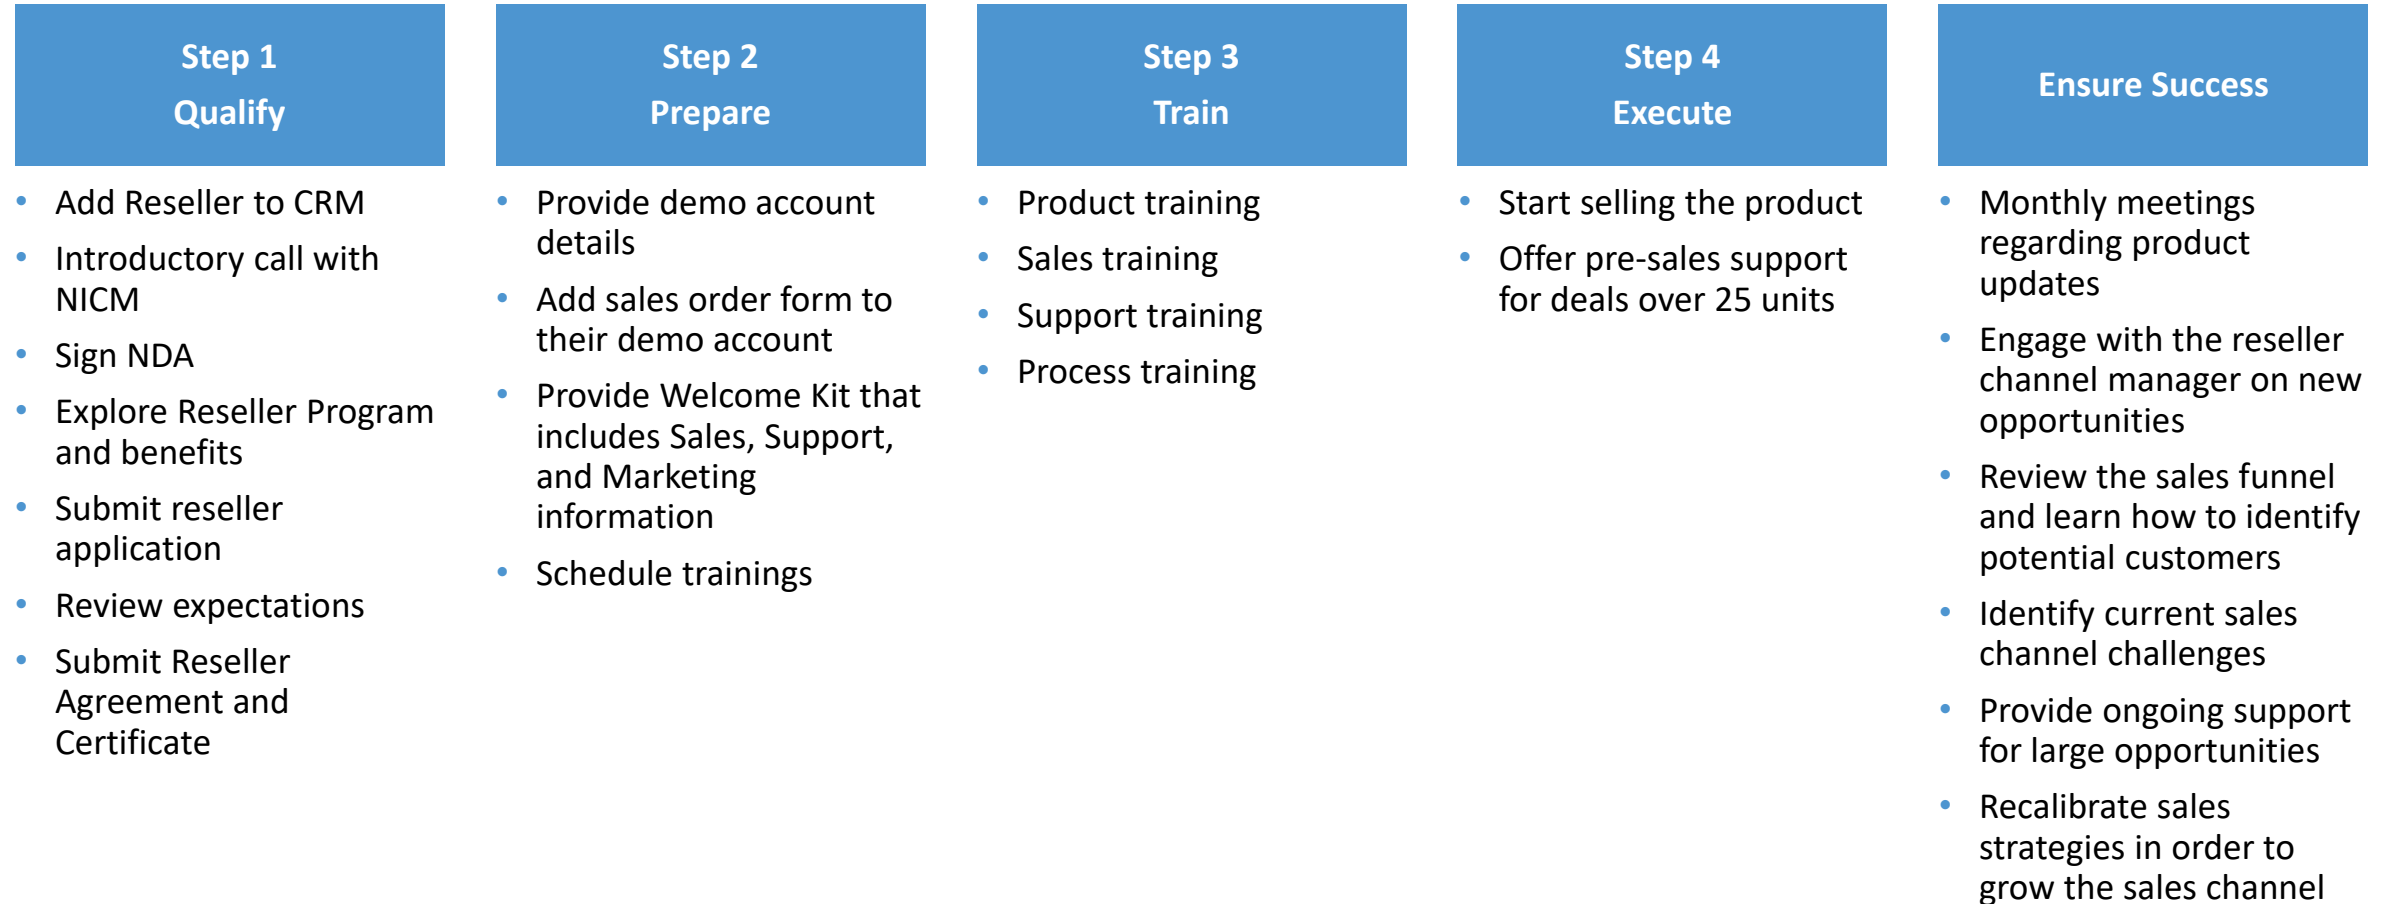 Step 1
Qualify
• Add Reseller to CRM
• Introductory call with
NICM
• Sign NDA
• Explore Reseller Program
and benefits
• Submit reseller
application
• Review expectations
• Submit Reseller
Agreement and
Certificate
Step 2
Prepare
• Provide demo account
details
• Add sales order form to
their demo account
• Provide Welcome Kit that
includes Sales, Support,
and Marketing
information
• Schedule trainings
Step 3
Train
• Product training
• Sales training
• Support training
• Process training
Step 4
Execute
• Start selling the product
• Offer pre-sales support
for deals over 25 units
Ensure Success
• Monthly meetings
regarding product
updates
• Engage with the reseller
channel manager on new
opportunities
• Review the sales funnel
and learn how to identify
potential customers
• Identify current sales
channel challenges
• Provide ongoing support
for large opportunities
• Recalibrate sales
strategies in order to
grow the sales channel